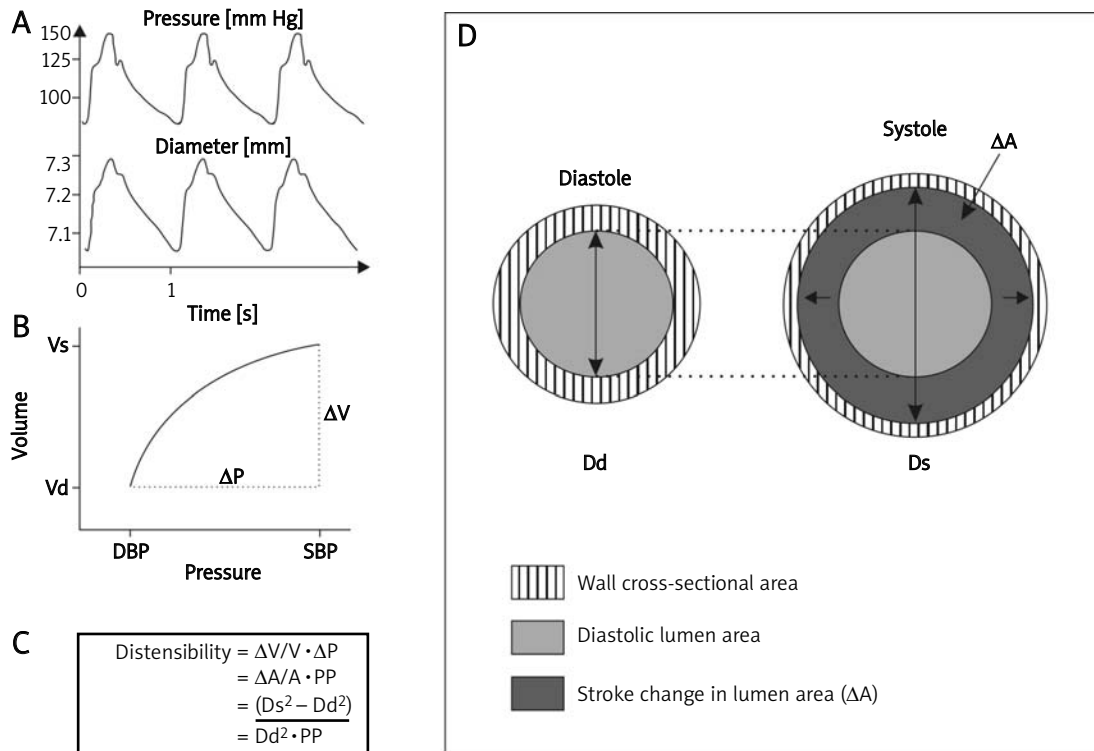 A
Pressure [mm Hg]
150
125
100
Diameter [mm]
7.3
7.2
7.1
0
1
Time [s]
B
Vs
Volume
ΔV
ΔP
Vd
DBP
SBP
Pressure
C
Distensibility = ΔV/V • ΔP
= ΔA/A • PP
= (Ds² – Dd²)
= Dd² • PP
D
Systole
ΔA
Diastole
Dd
Ds
Wall cross-sectional area
Diastolic lumen area
Stroke change in lumen area (ΔA)